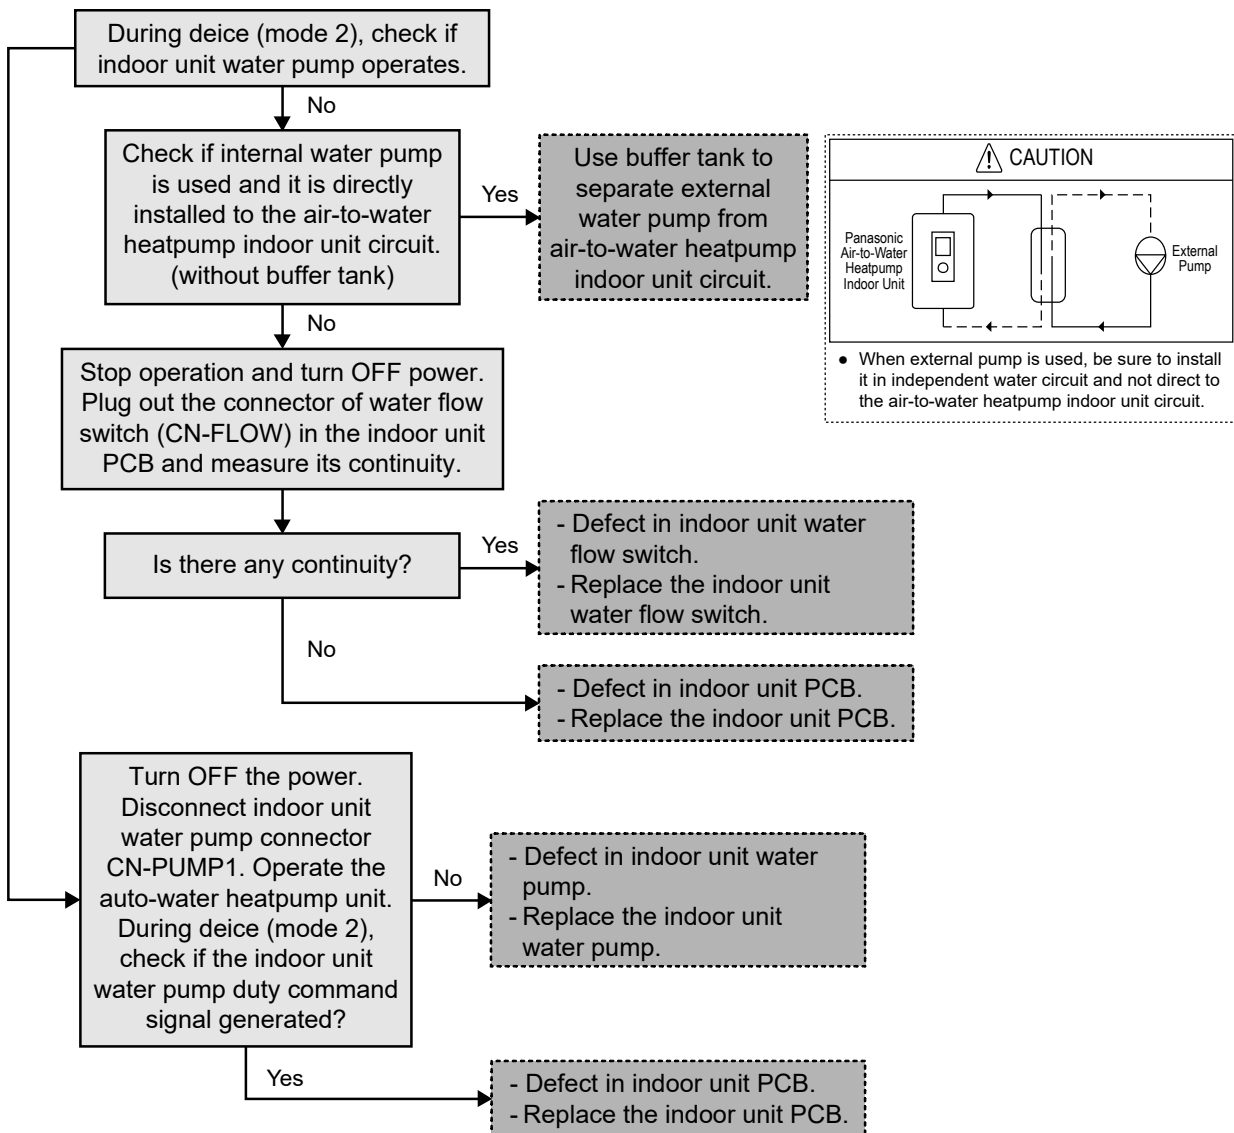 During deice (mode 2), check if
indoor unit water pump operates.
No
Check if internal water pump
is used and it is directly
installed to the air-to-water
heatpump indoor unit circuit.
(without buffer tank)
Yes
Use buffer tank to
separate external
water pump from
air-to-water heatpump
indoor unit circuit.
CAUTION
Panasonic
Air-to-Water
Heatpump
Indoor Unit
External
Pump
● When external pump is used, be sure to install
it in independent water circuit and not direct to
the air-to-water heatpump indoor unit circuit.
No
Stop operation and turn OFF power.
Plug out the connector of water flow
switch (CN-FLOW) in the indoor unit
PCB and measure its continuity.
Is there any continuity?
Yes
- Defect in indoor unit water
flow switch.
- Replace the indoor unit
water flow switch.
No
- Defect in indoor unit PCB.
- Replace the indoor unit PCB.
Turn OFF the power.
Disconnect indoor unit
water pump connector
CN-PUMP1. Operate the
auto-water heatpump unit.
During deice (mode 2),
check if the indoor unit
water pump duty command
signal generated?
No
- Defect in indoor unit water
pump.
- Replace the indoor unit
water pump.
Yes
- Defect in indoor unit PCB.
- Replace the indoor unit PCB.